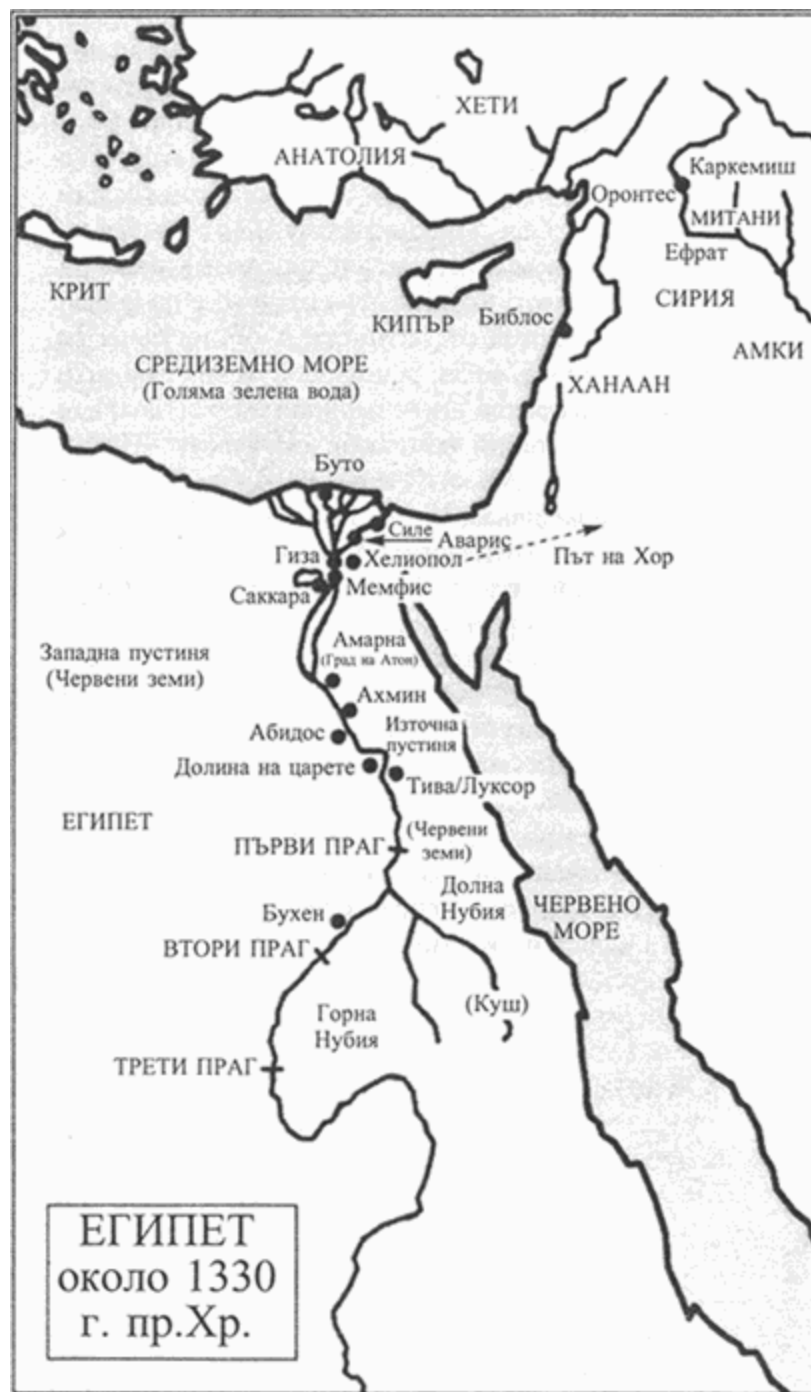 ХЕТИ
АНАТОЛИЯ
Каркемиш
Оронтес
МИТАНИ
Ефрат
КРИТ
СИРИЯ
КИПЪР
Библос
АМКИ
СРЕДИЗЕМНО МОРЕ
(Голяма зелена вода)
ХАНААН
Буто
Силе
Аварис
Гиза
Хелиопол
Път на Хор
Саккара
Мемфис
Западна пустиня
(Червени земи)
Амарна
(Град на Атон)
Ахмин
Абидос
Източна
пустиня
Долина на царете
Тива/Луксор
ЕГИПЕТ
ПЪРВИ ПРАГ
(Червени
земи)
Долна
Нубия
ЧЕРВЕНО
МОРЕ
Бухен
ВТОРИ ПРАГ
(Куш)
Горна
Нубия
ТРЕТИ ПРАГ
ЕГИПЕТ
около 1330
г. пр.Хр.